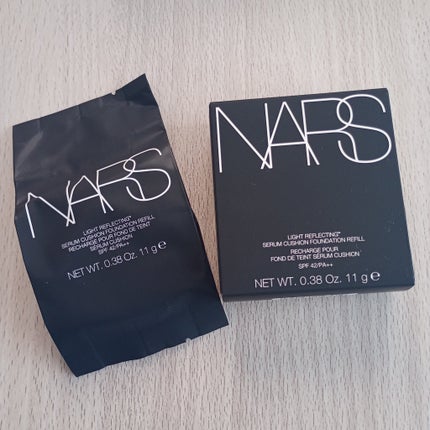 NARS
LIGHT REFLECTING™
SERUM CUSHION FOUNDATION REFILL
RECHARGE POUR FOND DE TEINT
SÉRUM CUSHION
SPF 42/PA++
NET WT. 0.38 Oz. 11 g ℮
NARS
LIGHT REFLECTING™
SERUM CUSHION FOUNDATION REFILL
RECHARGE POUR
FOND DE TEINT SÉRUM CUSHION
SPF 42/PA++
NET WT. 0.38 Oz. 11 g ℮